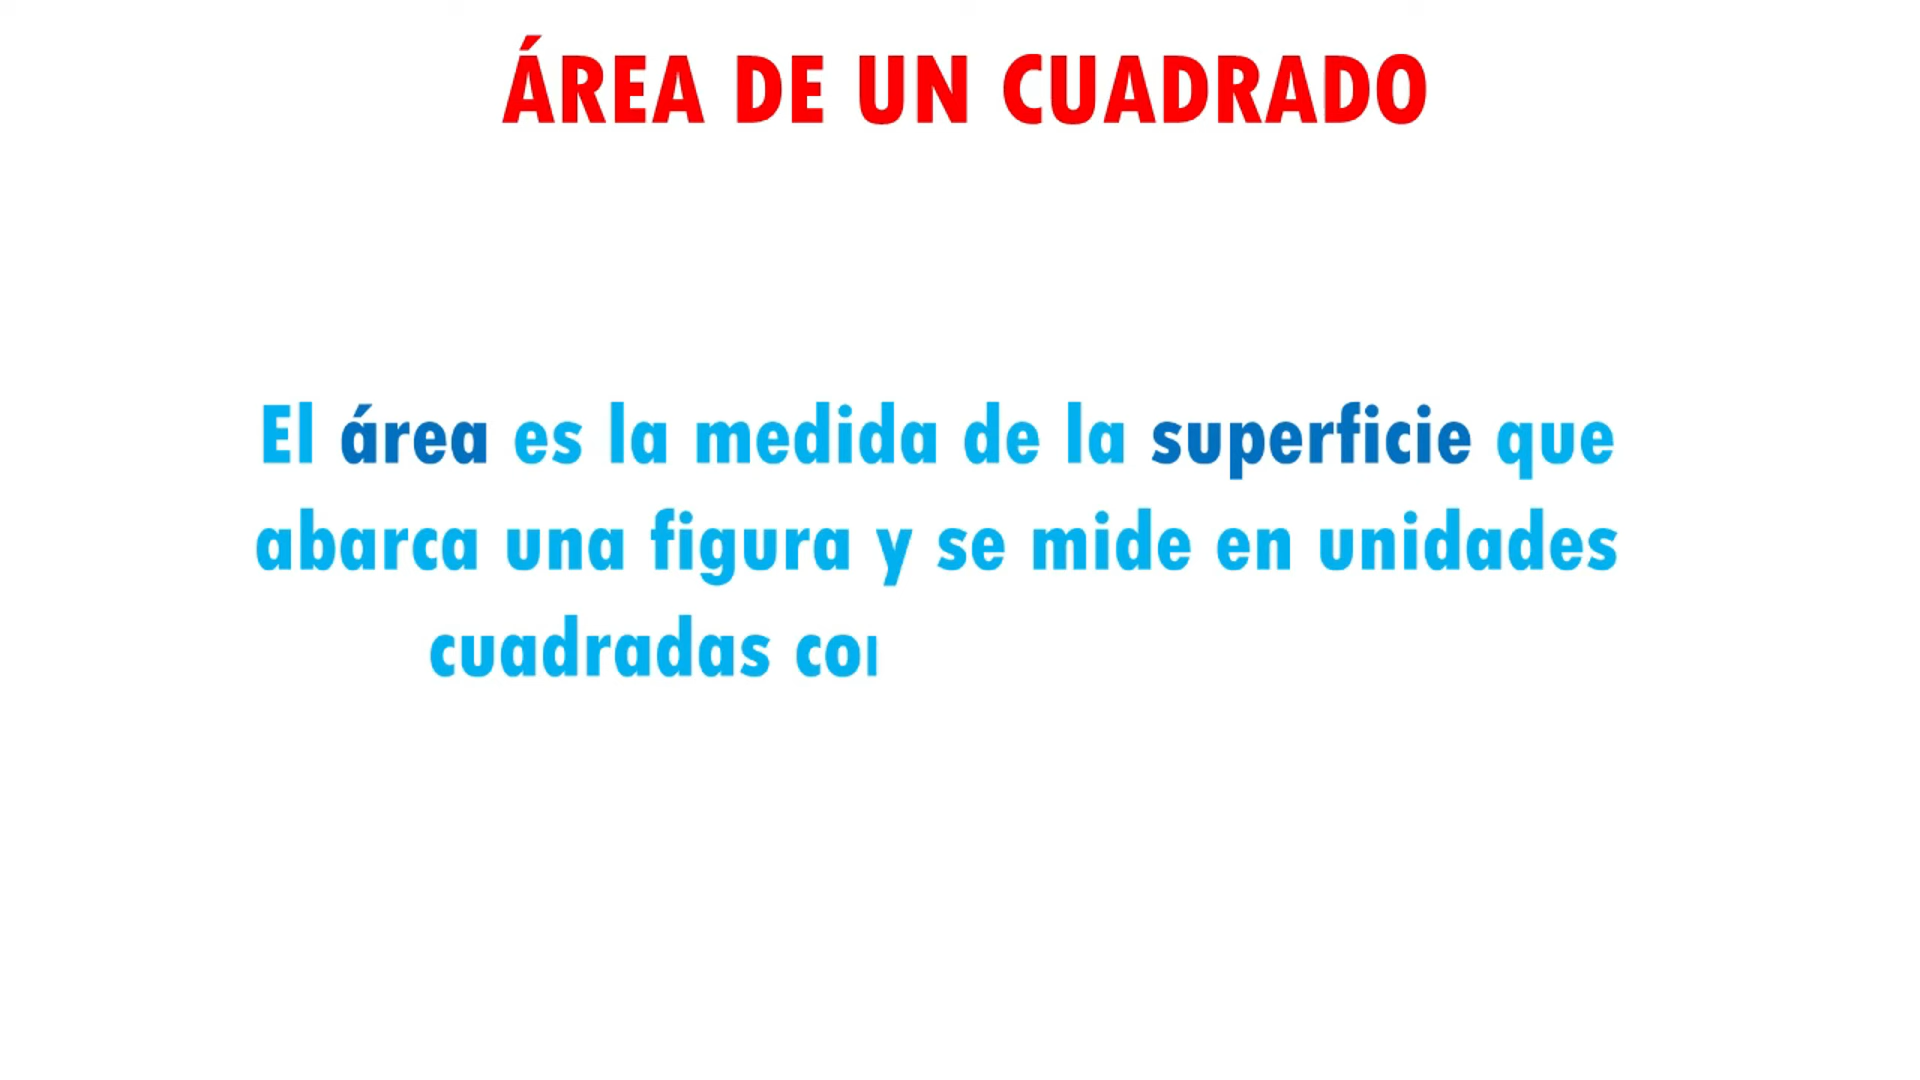 ÁREA DE UN CUADRADO
El área es la medida de la superficie que
abarca una figura y se mide en unidades
cuadradas